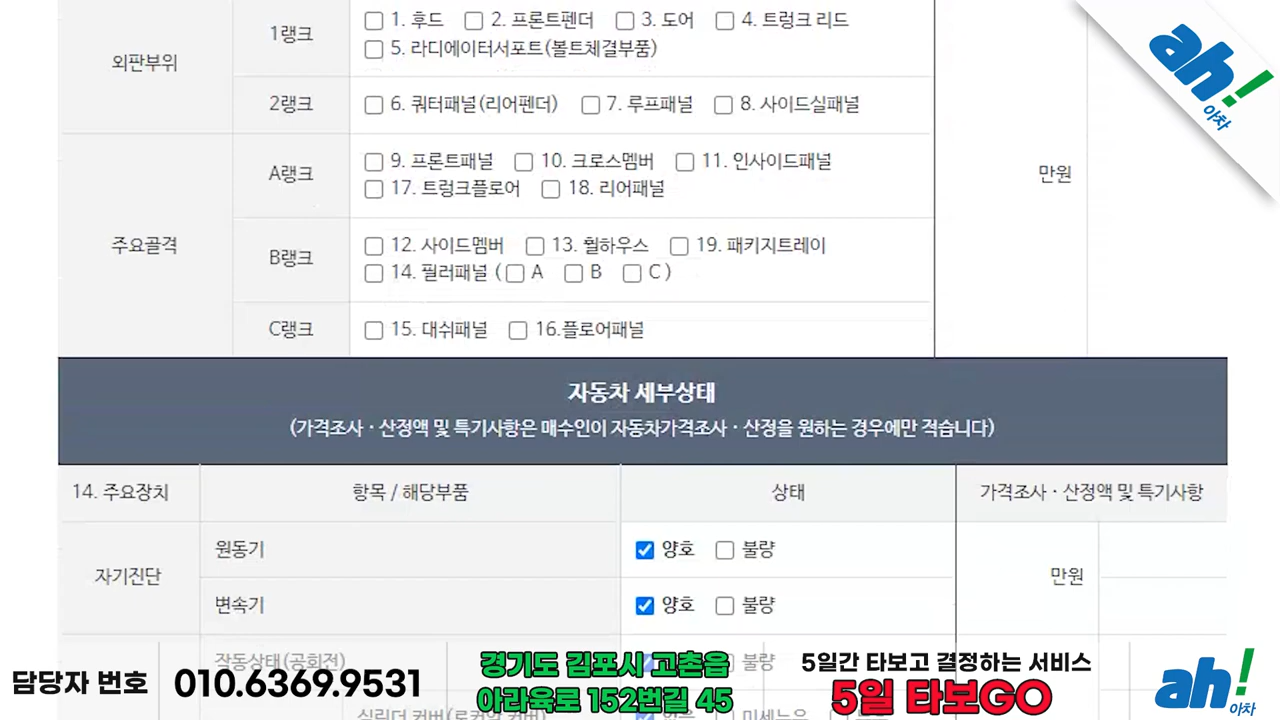 외판부위
1랭크
1. 후드 2. 프론트펜더 3. 도어 4. 트렁크 리드
5. 라디에이터서포트(볼트체결부품)
2랭크
6. 쿼터패널(리어펜더) 7. 루프패널 8. 사이드실패널
주요골격
A랭크
9. 프론트패널 10. 크로스멤버 11. 인사이드패널
17. 트렁크플로어 18. 리어패널
B랭크
12. 사이드멤버 13. 휠하우스 19. 패키지트레이
14. 필러패널 ( A B C )
C랭크
15. 대쉬패널 16.플로어패널
만원
자동차 세부상태
(가격조사 · 산정액 및 특기사항은 매수인이 자동차가격조사 · 산정을 원하는 경우에만 적습니다)
14. 주요장치 항목 / 해당부품 상태 가격조사 · 산정액 및 특기사항
자기진단
원동기 양호 불량
변속기 양호 불량
만원
작동상태(공회전) 불량
실린더 커버(로커암 커버) 미세누유
담당자 번호 010.6369.9531
경기도 김포시 고촌읍
아라육로 152번길 45
5일간 타보고 결정하는 서비스
5일 타보GO
ah!
아차
ah!
아차